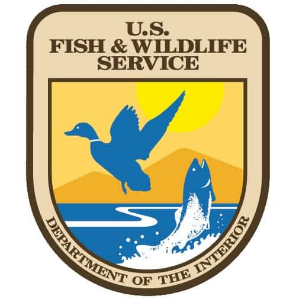 U.S.
FISH & WILDLIFE
SERVICE
DEPARTMENT OF THE INTERIOR